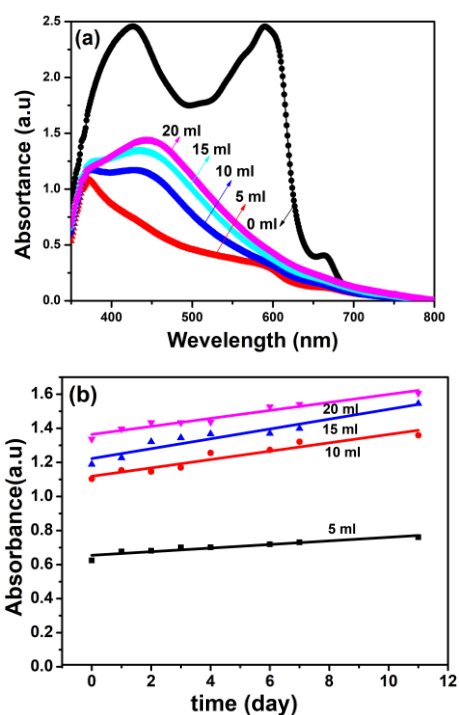 (a)
Absortance (a.u)
2.5
2.0
1.5
1.0
0.5
0.0
20 ml
15 ml
10 ml
5 ml
0 ml
400 500 600 700 800
Wevelength (nm)
(b)
Absorbance(a.u)
1.6
1.4
1.2
1.0
0.8
0.6
0.4
0.2
0.0
20 ml
15 ml
10 ml
5 ml
0 2 4 6 8 10 12
time (day)